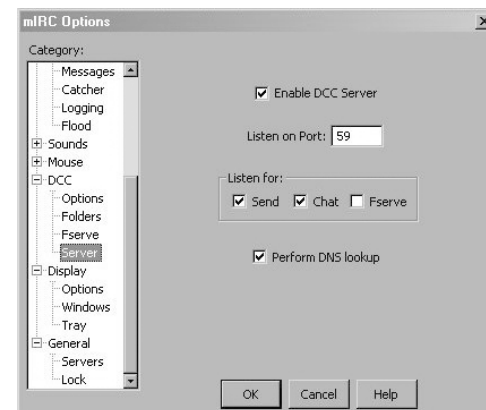 mIRC Options
Category:
Messages
Catcher
Logging
Flood
Sounds
Mouse
DCC
Options
Folders
Fserve
Server
Display
Options
Windows
Tray
General
Servers
Lock
Enable DCC Server
Listen on Port: 59
Listen for:
Send Chat Fserve
Perform DNS lookup
OK Cancel Help